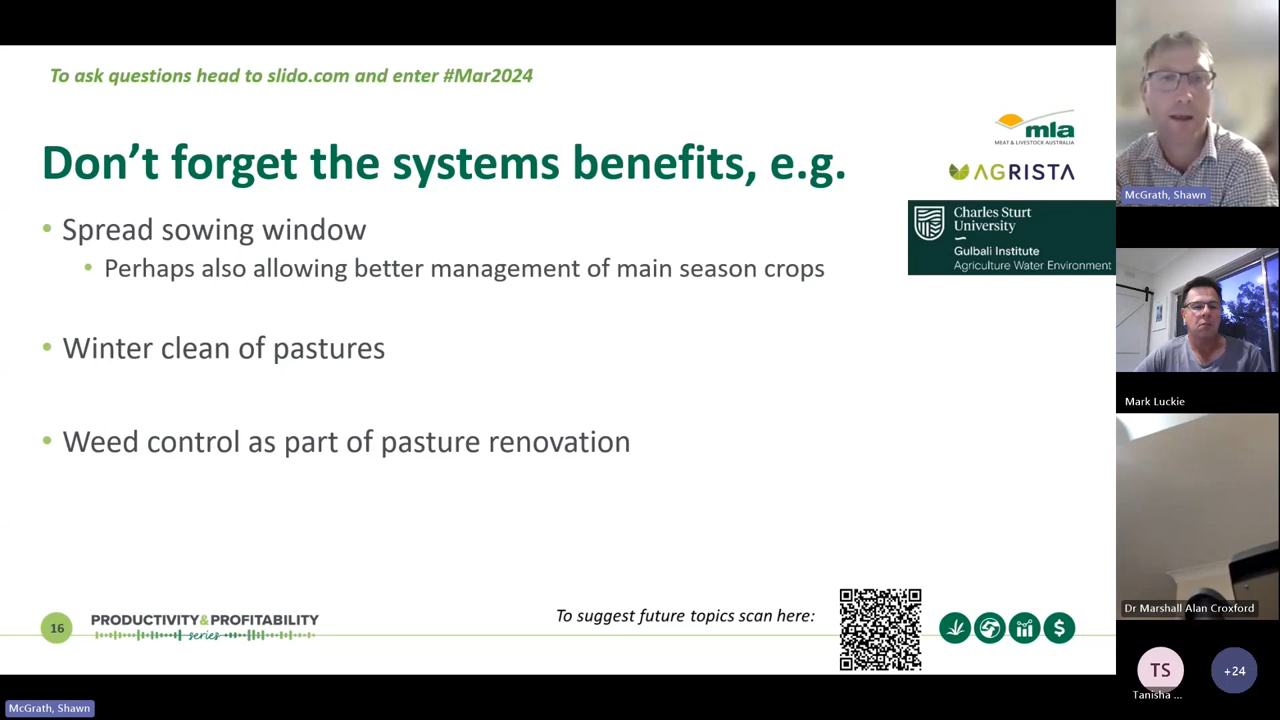 To ask questions head to slido.com and enter #Mar2024
Don’t forget the systems benefits, e.g.
mla
MEAT & LIVESTOCK AUSTRALIA
AGRISTA
Charles Sturt
University
Gulbali Institute
Agriculture Water Environment
• Spread sowing window
• Perhaps also allowing better management of main season crops
• Winter clean of pastures
• Weed control as part of pasture renovation
16
PRODUCTIVITY&PROFITABILITY
series
To suggest future topics scan here:
McGrath, Shawn
Mark Luckie
Dr Marshall Alan Croxford
TS
Tanisha ...
+24
McGrath, Shawn